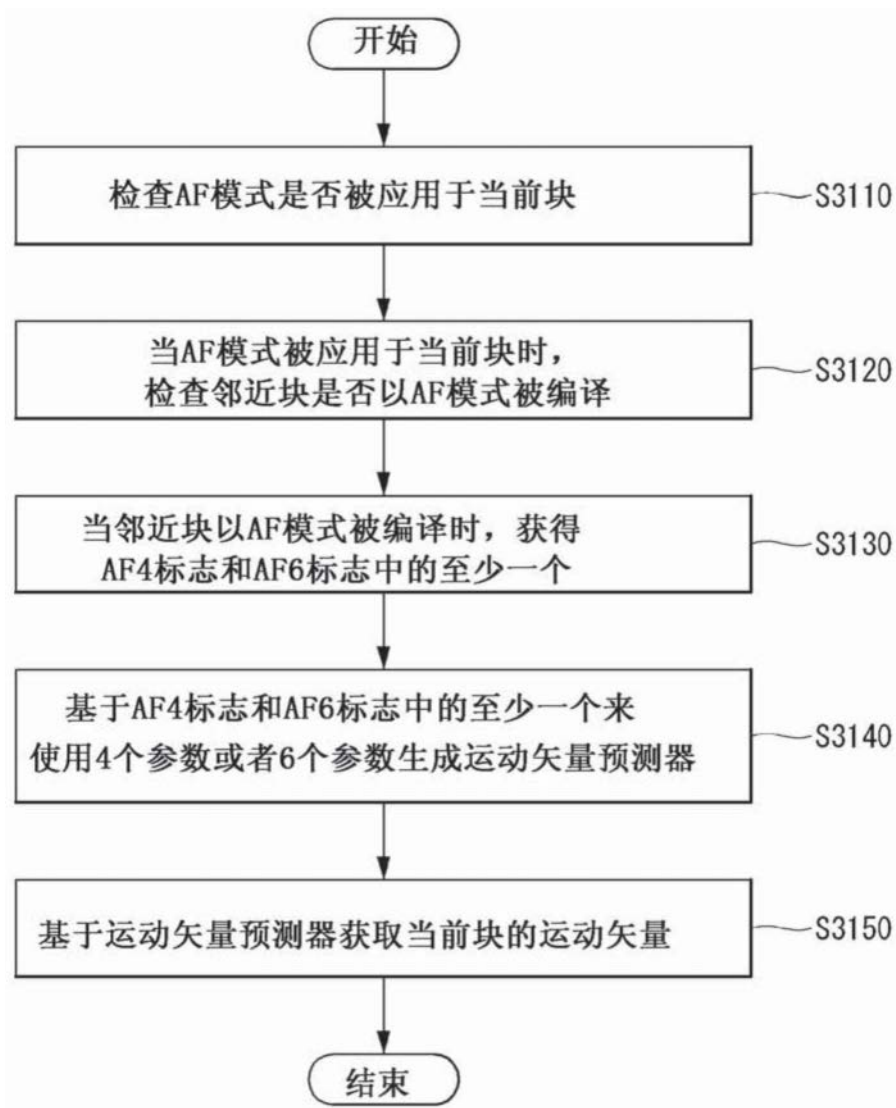 开始
检查AF模式是否被应用于当前块
S3110
当AF模式被应用于当前块时，
检查邻近块是否以AF模式被编译
S3120
当邻近块以AF模式被编译时，获得
AF4标志和AF6标志中的至少一个
S3130
基于AF4标志和AF6标志中的至少一个来
使用4个参数或者6个参数生成运动矢量预测器
S3140
基于运动矢量预测器获取当前块的运动矢量
S3150
结束